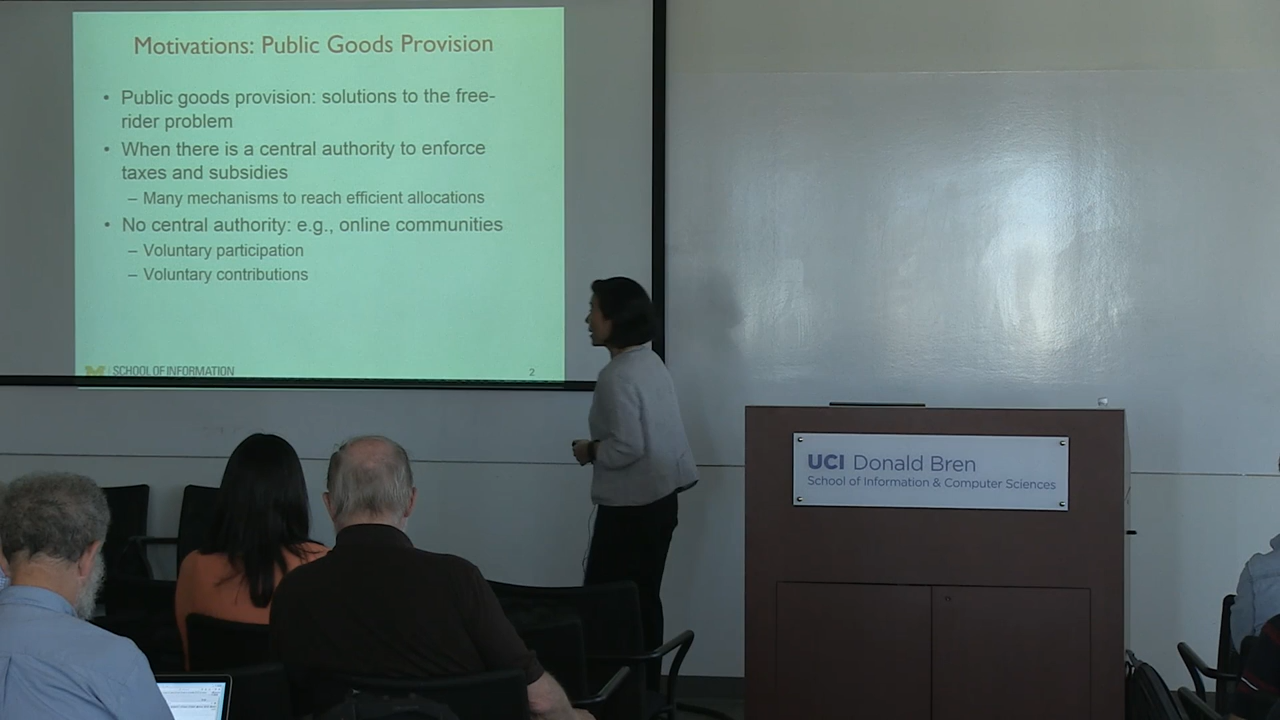 Motivations: Public Goods Provision
• Public goods provision: solutions to the free-
rider problem
• When there is a central authority to enforce
taxes and subsidies
– Many mechanisms to reach efficient allocations
• No central authority: e.g., online communities
– Voluntary participation
– Voluntary contributions
M SCHOOL OF INFORMATION
2
UCI Donald Bren
School of Information & Computer Sciences